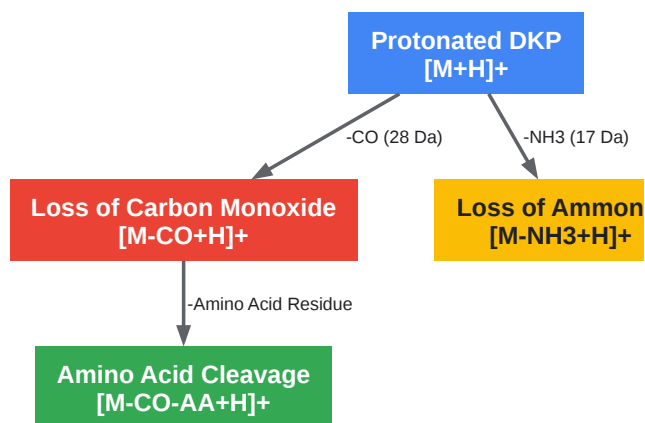 Protonated DKP
[M+H]+
-CO (28 Da)
-NH3 (17 Da)
Loss of Carbon Monoxide
[M-CO+H]+
Loss of Ammon
[M-NH3+H]+
-Amino Acid Residue
Amino Acid Cleavage
[M-CO-AA+H]+